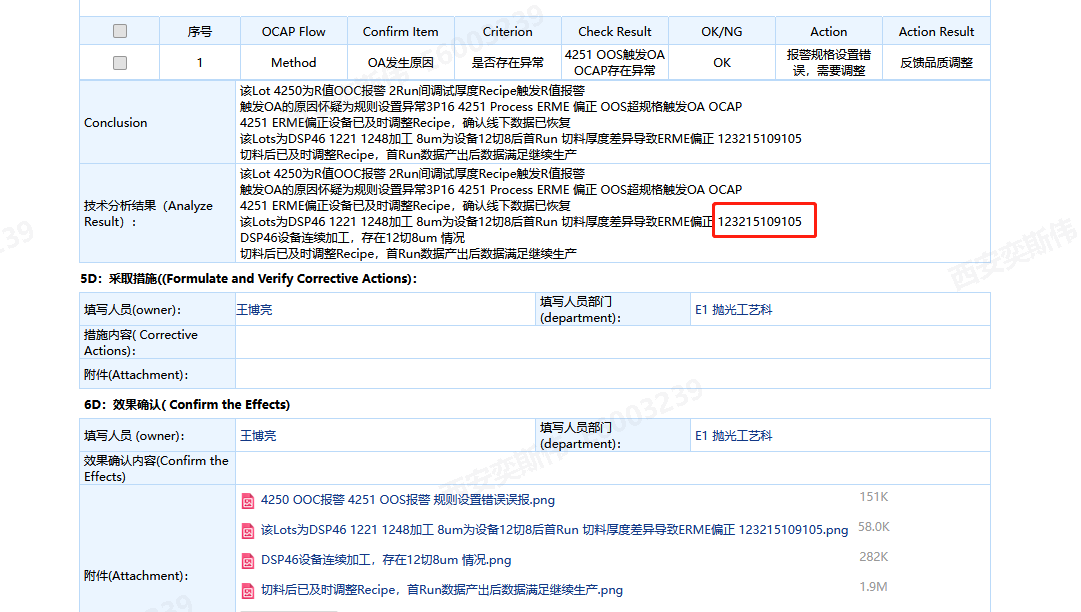 序号 OCAP Flow Confirm Item Criterion Check Result OK/NG Action Action Result
1 Method OA发生原因 是否存在异常 4251 OOS触发OA OCAP存在异常 OK 报警规格设置错误，需要调整 反馈品质调整
Conclusion
该Lot 4250为R值OOC报警 2Run间调试厚度Recipe触发R值报警
触发OA的原因怀疑为规则设置异常3P16 4251 Process ERME 偏正 OOS超规格触发OA OCAP
4251 ERME偏正设备已及时调整Recipe，确认线下数据已恢复
该Lots为DSP46 1221 1248加工 8um为设备12切8后首Run 切料厚度差异导致ERME偏正 123215109105
切料后已及时调整Recipe，首Run数据产出后数据满足继续生产
技术分析结果（Analyze
Result）:
该Lot 4250为R值OOC报警 2Run间调试厚度Recipe触发R值报警
触发OA的原因怀疑为规则设置异常3P16 4251 Process ERME 偏正 OOS超规格触发OA OCAP
4251 ERME偏正设备已及时调整Recipe，确认线下数据已恢复
该Lots为DSP46 1221 1248加工 8um为设备12切8后首Run 切料厚度差异导致ERME偏正 123215109105
DSP46设备连续加工，存在12切8um 情况
切料后已及时调整Recipe，首Run数据产出后数据满足继续生产
5D：采取措施((Formulate and Verify Corrective Actions):
填写人员(owner): 王博亮 填写人员部门 (department): E1 抛光工艺科
措施内容( Corrective
Actions):
附件(Attachment):
6D：效果确认( Confirm the Effects)
填写人员 (owner): 王博亮 填写人员部门 (department): E1 抛光工艺科
效果确认内容(Confirm the
Effects)
附件(Attachment):
4250 OOC报警 4251 OOS报警 规则设置错误误报.png 151K
该Lots为DSP46 1221 1248加工 8um为设备12切8后首Run 切料厚度差异导致ERME偏正 123215109105.png 58.0K
DSP46设备连续加工，存在12切8um 情况.png 282K
切料后已及时调整Recipe，首Run数据产出后数据满足继续生产.png 1.9M